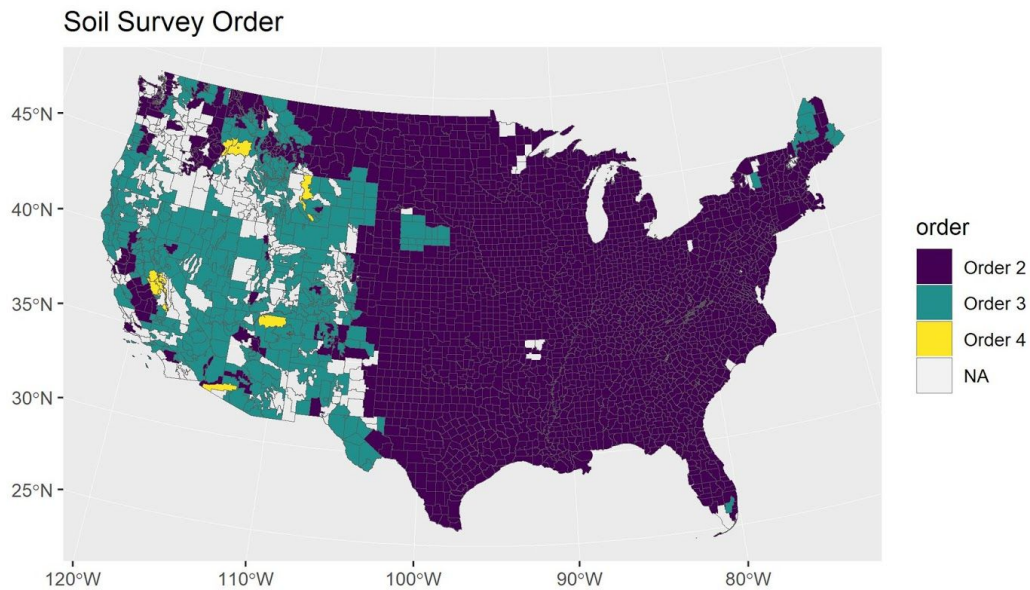 Soil Survey Order
45°N
40°N
35°N
30°N
25°N
120°W
110°W
100°W
90°W
80°W
order
Order 2
Order 3
Order 4
NA